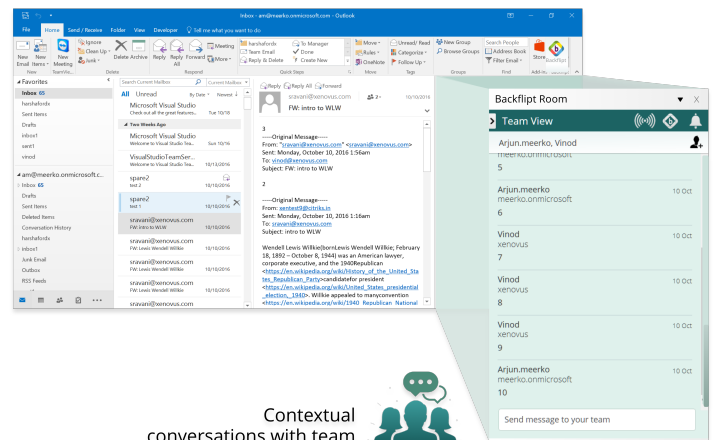 Inbox - am@meerko.onmicrosoft.com - Outlook
File Home Send / Receive Folder View Developer Tell me what you want to do
New Email
New Items
New Meeting
Ignore
Clean Up
Junk
Delete Archive Reply Reply All Forward
Meeting
More
harshafordx
Team Email
Reply & Delete
To Manager
Done
Create New
Move
Rules
OneNote
Unread/ Read
Categorize
Follow Up
New Group
Browse Groups
Search People
Address Book
Filter Email
Store Backflipt
New TeamVie... Delete Respond Quick Steps Move Tags Groups Find Add-ins
Favorites
Inbox 65
harshafordx
Sent Items
Drafts
inbox1
sent1
vinod
am@meerko.onmicrosoft.c...
Inbox 65
Drafts
Sent Items
Deleted Items
Conversation History
harshafordx
inbox1
Junk Email
Outbox
RSS Feeds
Search Current Mailbox Current Mailbox
All Unread By Date Newest ↓
Microsoft Visual Studio
Check out all the great features... Tue 10/18
Two Weeks Ago
Microsoft Visual Studio
Welcome to Visual Studio Tea... Sun 10/16
VisualStudioTeamSer...
Welcome to Visual Studio Tea... 10/13/2016
spare2
test 2 10/10/2016
spare2
test 1 10/10/2016
sravani@xenovus.com
FW: intro to WLW 10/10/2016
sravani@xenovus.com
FW: Lewis Wendell Willkie 10/10/2016
sravani@xenovus.com
FW: Lewis Wendell Willkie 10/10/2016
sravani@xenovus.com
Reply Reply All Forward
sravani@xenovus.com 2 10/10/2016
FW: intro to WLW
3
-----Original Message-----
From: "sravani@xenovus.com" <sravani@xenovus.com>
Sent: Monday, October 10, 2016 1:56am
To: vinod@xenovus.com
Subject: FW: intro to WLW
2
-----Original Message-----
From: xentest9@citriks.in
Sent: Monday, October 10, 2016 1:16am
To: sravani@xenovus.com
Subject: intro to WLW
Wendell Lewis Willkie(bornLewis Wendell Willkie; February
18, 1892 – October 8, 1944) was an American lawyer,
corporate executive, and the 1940Republican
<https://en.wikipedia.org/wiki/History_of_the_United_Sta
tes_Republican_Party>candidatefor president
<https://en.wikipedia.org/wiki/United_States_presidential
_election,_1940>. Willkie appealed to manyconvention
<https://en.wikipedia.org/wiki/1940_Republican_National
Backflipt Room X
Team View
Arjun.meerko, Vinod
meerko.onmicrosoft
5
Arjun.meerko 10 Oct
meerko.onmicrosoft
6
Vinod 10 Oct
xenovus
7
Vinod 10 Oct
xenovus
8
Vinod 10 Oct
xenovus
9
Arjun.meerko 10 Oct
meerko.onmicrosoft
10
Send message to your team
Contextual
conversations with team